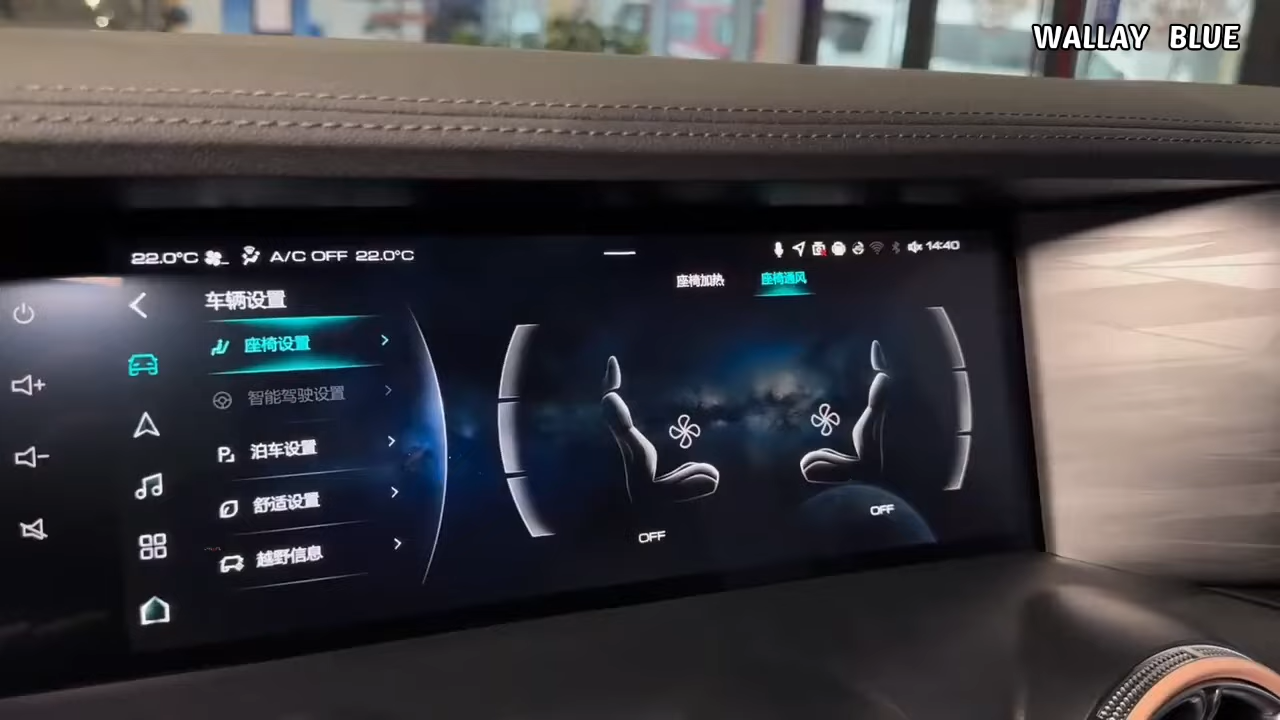 WALLAY BLUE
22.0°C A/C OFF 22.0°C
14:40
车辆设置
座椅加热 座椅通风
座椅设置
智能驾驶设置
泊车设置
舒适设置
越野信息
OFF OFF